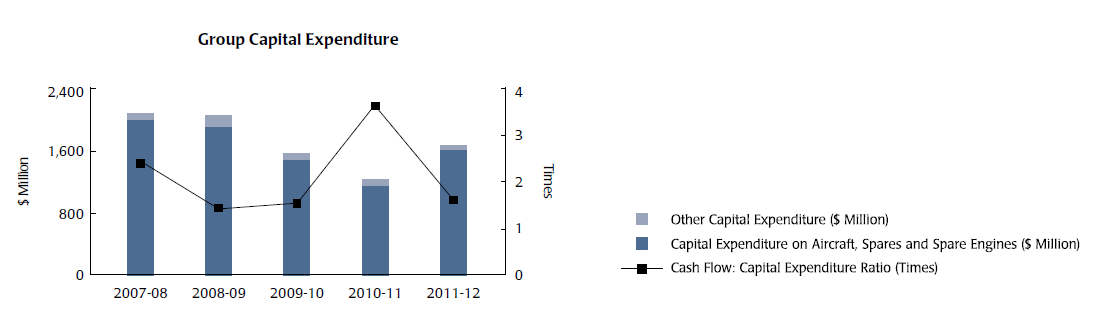 Group Capital Expenditure
2,400
1,600
800
0
$ Million
4
3
2
1
0
Times
2007-08 2008-09 2009-10 2010-11 2011-12
Other Capital Expenditure ($ Million)
Capital Expenditure on Aircraft, Spares and Spare Engines ($ Million)
Cash Flow: Capital Expenditure Ratio (Times)